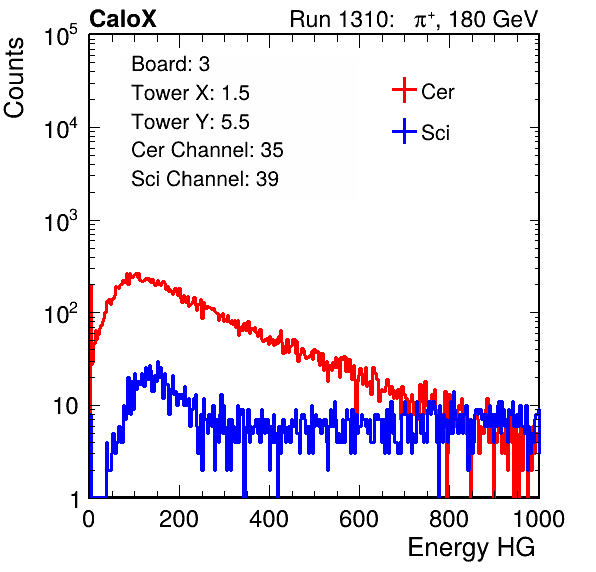 CaloX Run 1310: π⁺, 180 GeV
Board: 3
Tower X: 1.5
Tower Y: 5.5
Cer Channel: 35
Sci Channel: 39
Cer
Sci
Counts
10⁵
10⁴
10³
10²
10
1
0 200 400 600 800 1000
Energy HG